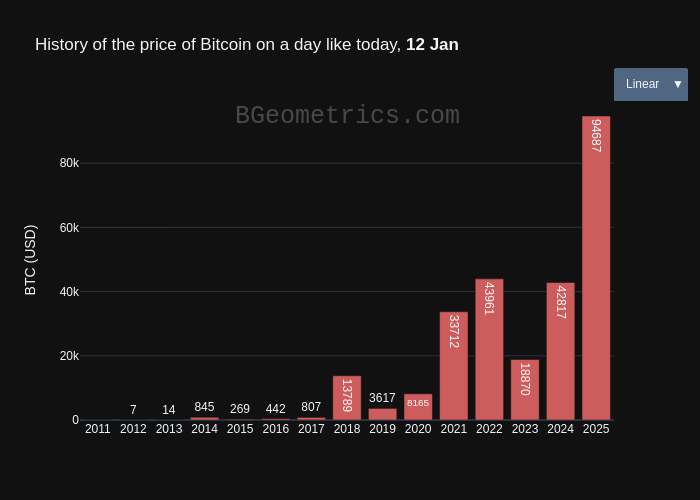 History of the price of Bitcoin on a day like today, 12 Jan
Linear ▼
BGeometrics.com
BTC (USD)
80k
60k
40k
20k
0
7
14
845
269
442
807
13789
3617
8165
33712
43961
18870
42817
94687
2011 2012 2013 2014 2015 2016 2017 2018 2019 2020 2021 2022 2023 2024 2025